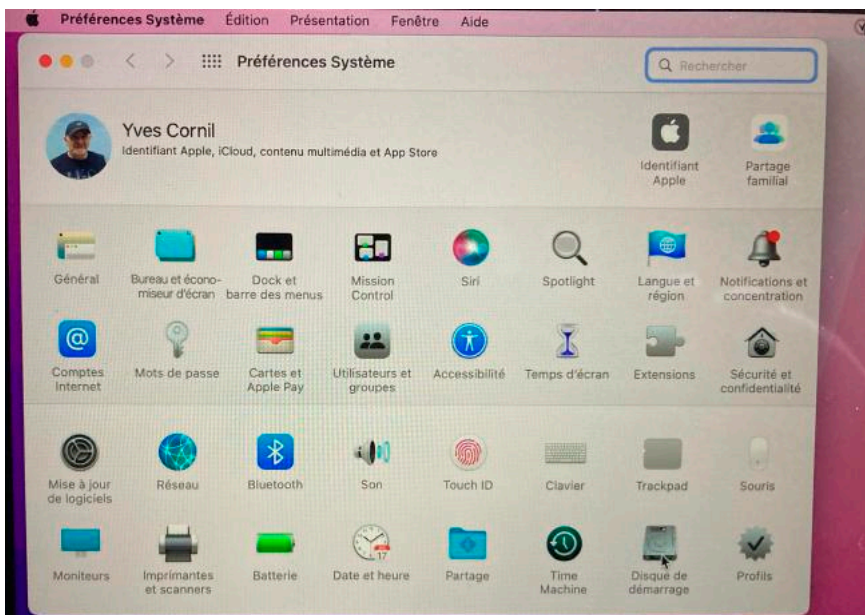 Préférences Système Édition Présentation Fenêtre Aide
Préférences Système
Rechercher
Yves Cornil
Identifiant Apple, iCloud, contenu multimédia et App Store
Identifiant
Apple
Partage
familial
Général
Bureau et écono-
miseur d'écran
Dock et
barre des menus
Mission
Control
Siri
Spotlight
Langue et
région
Notifications et
concentration
Comptes
Internet
Mots de passe
Cartes et
Apple Pay
Utilisateurs et
groupes
Accessibilité
Temps d'écran
Extensions
Sécurité et
confidentialité
Mise à jour
de logiciels
Réseau
Bluetooth
Son
Touch ID
Clavier
Trackpad
Souris
Moniteurs
Imprimantes
et scanners
Batterie
17
Date et heure
Partage
Time
Machine
Disque de
démarrage
Profils